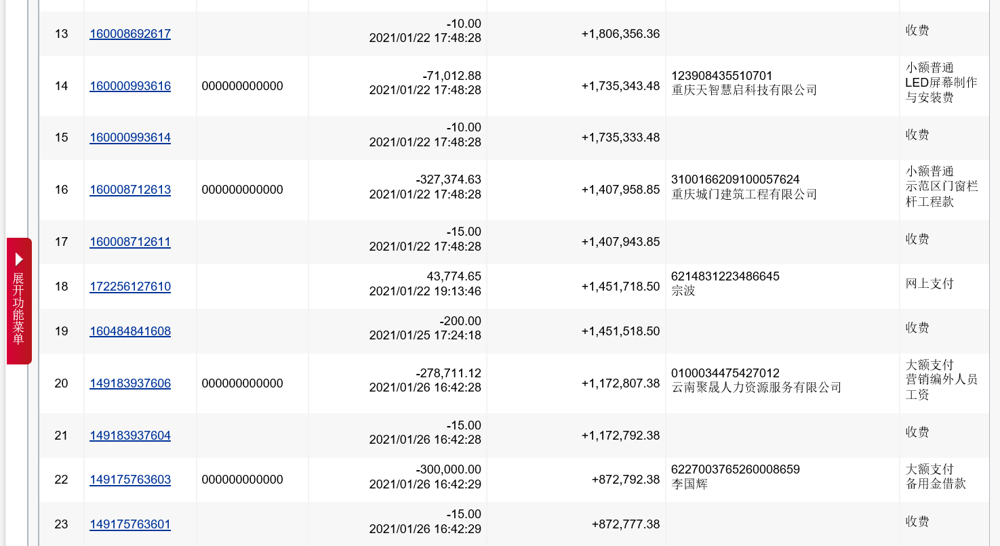 13 160008692617 -10.00 +1,806,356.36 收费
2021/01/22 17:48:28
14 160000993616 000000000000 -71,012.88 +1,735,343.48 123908435510701 小额普通
2021/01/22 17:48:28 重庆天智慧启科技有限公司 LED屏幕制作
与安装费
15 160000993614 -10.00 +1,735,333.48 收费
2021/01/22 17:48:28
16 160008712613 000000000000 -327,374.63 +1,407,958.85 3100166209100057624 小额普通
2021/01/22 17:48:28 重庆城门建筑工程有限公司 示范区门窗栏
杆工程款
17 160008712611 -15.00 +1,407,943.85 收费
2021/01/22 17:48:28
18 172256127610 43,774.65 +1,451,718.50 6214831223486645 网上支付
2021/01/22 19:13:46 宗波
19 160484841608 -200.00 +1,451,518.50 收费
2021/01/25 17:24:18
20 149183937606 000000000000 -278,711.12 +1,172,807.38 0100034475427012 大额支付
2021/01/26 16:42:28 云南聚晟人力资源服务有限公司 营销编外人员
工资
21 149183937604 -15.00 +1,172,792.38 收费
2021/01/26 16:42:28
22 149175763603 000000000000 -300,000.00 +872,792.38 6227003765260008659 大额支付
2021/01/26 16:42:29 李国辉 备用金借款
23 149175763601 -15.00 +872,777.38 收费
2021/01/26 16:42:29
展开功能菜单